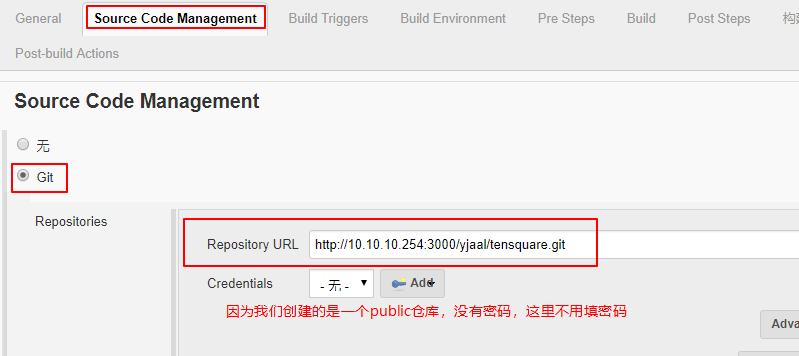 General Source Code Management Build Triggers Build Environment Pre Steps Build Post Steps 构
Post-build Actions
Source Code Management
无
Git
Repositories
Repository URL http://10.10.10.254:3000/yjaal/tensquare.git
Credentials - 无 - Add
因为我们创建的是一个public仓库，没有密码，这里不用填密码
Adva